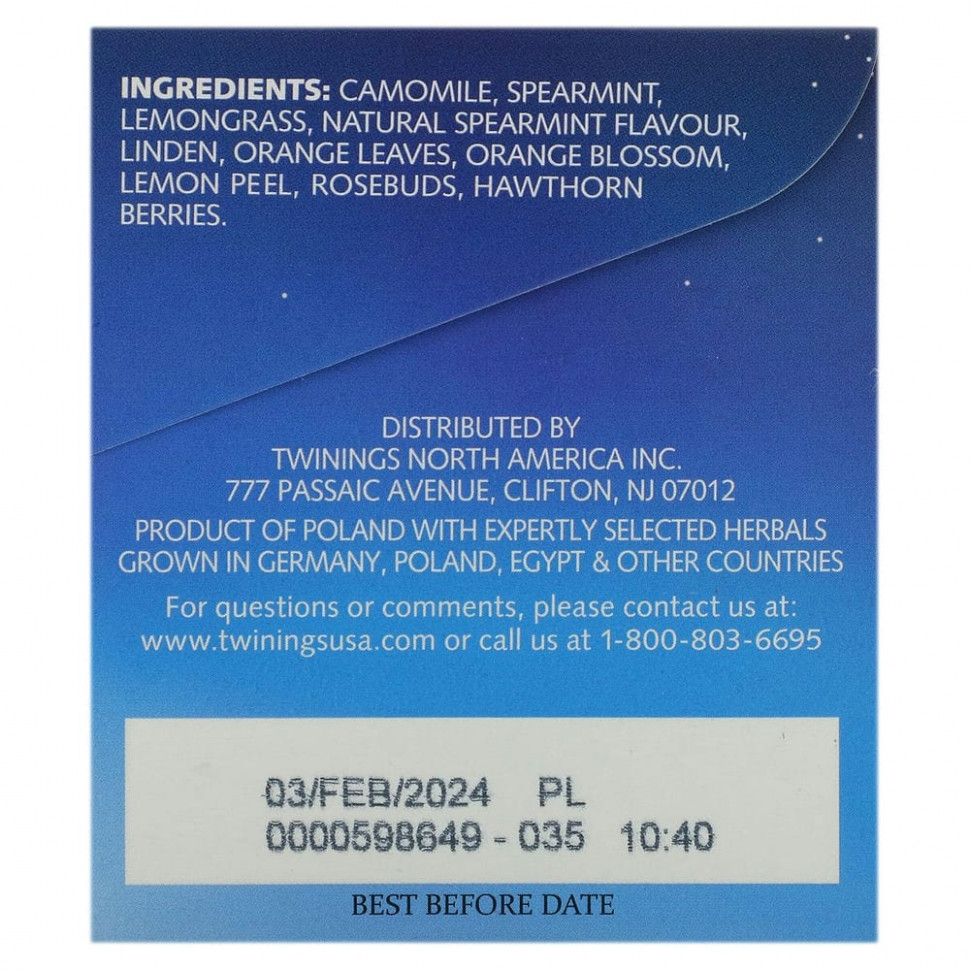 INGREDIENTS: CAMOMILE, SPEARMINT,
LEMONGRASS, NATURAL SPEARMINT FLAVOUR,
LINDEN, ORANGE LEAVES, ORANGE BLOSSOM,
LEMON PEEL, ROSEBUDS, HAWTHORN
BERRIES.
DISTRIBUTED BY
TWININGS NORTH AMERICA INC.
777 PASSAIC AVENUE, CLIFTON, NJ 07012
PRODUCT OF POLAND WITH EXPERTLY SELECTED HERBALS
GROWN IN GERMANY, POLAND, EGYPT & OTHER COUNTRIES
For questions or comments, please contact us at:
www.twiningsusa.com or call us at 1-800-803-6695
03/FEB/2024 PL
0000598649 - 035 10:40
BEST BEFORE DATE